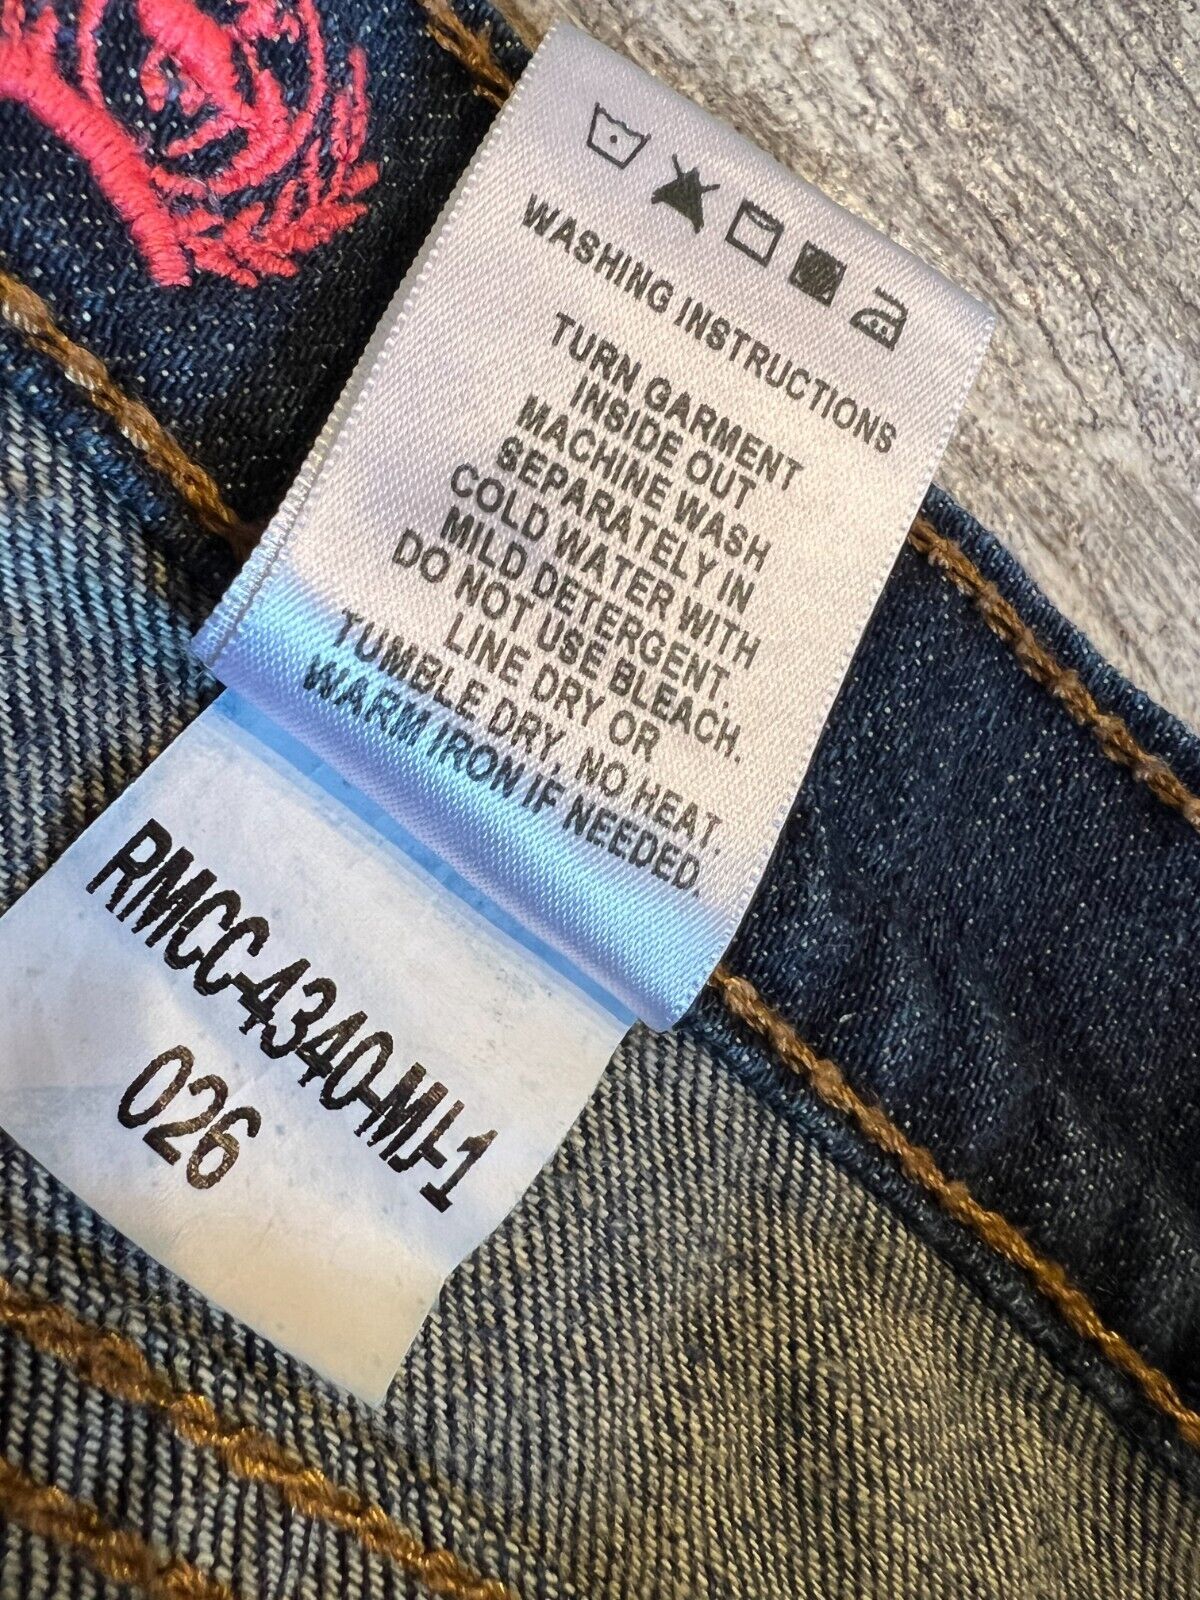 WASHING INSTRUCTIONS
TURN GARMENT
INSIDE OUT
MACHINE WASH
SEPARATELY IN
COLD WATER WITH
MILD DETERGENT.
DO NOT USE BLEACH.
LINE DRY OR
TUMBLE DRY, NO HEAT.
WARM IRON IF NEEDED.
RMCC-4340-MJ-1
026